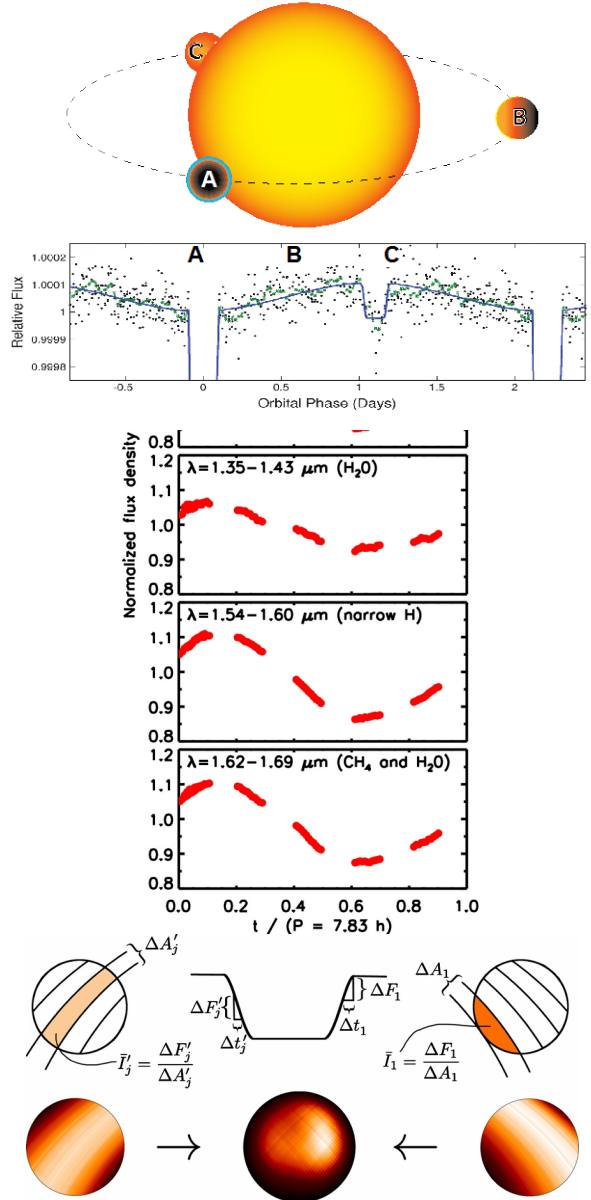 C
B
A
A B C
1.0002
1.0001
1
0.9999
0.9998
Relative Flux
-0.5 0 0.5 1 1.5 2
Orbital Phase (Days)
0.8
Normalized flux density
λ=1.35–1.43 μm (H₂0)
1.2
1.1
1.0
0.9
0.8
λ=1.54–1.60 μm (narrow H)
1.2
1.1
1.0
0.9
0.8
λ=1.62–1.69 μm (CH₄ and H₂0)
1.2
1.1
1.0
0.9
0.8
0.0 0.2 0.4 0.6 0.8 1.0
t / (P = 7.83 h)
ΔA′ⱼ
ΔF′ⱼ
Δt′ⱼ
Ī′ⱼ = ΔF′ⱼ / ΔA′ⱼ
ΔF₁
Δt₁
ΔA₁
Ī₁ = ΔF₁ / ΔA₁